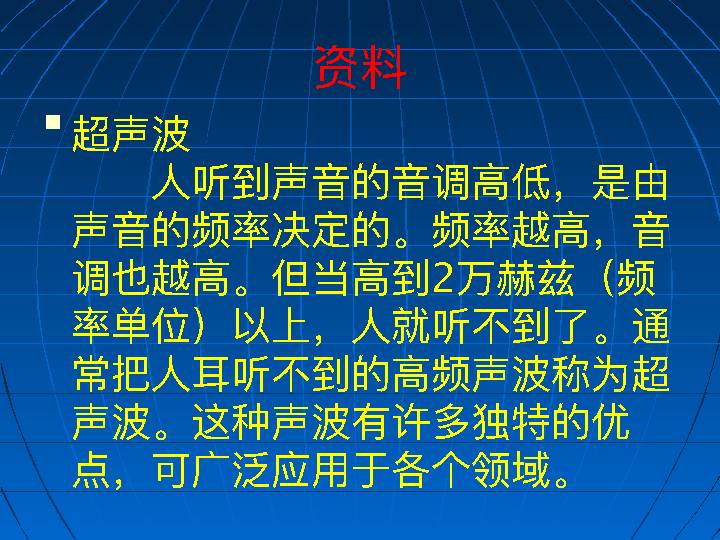 资料
超声波
人听到声音的音调高低，是由
声音的频率决定的。频率越高，音
调也越高。但当高到2万赫兹（频
率单位）以上，人就听不到了。通
常把人耳听不到的高频声波称为超
声波。这种声波有许多独特的优
点，可广泛应用于各个领域。